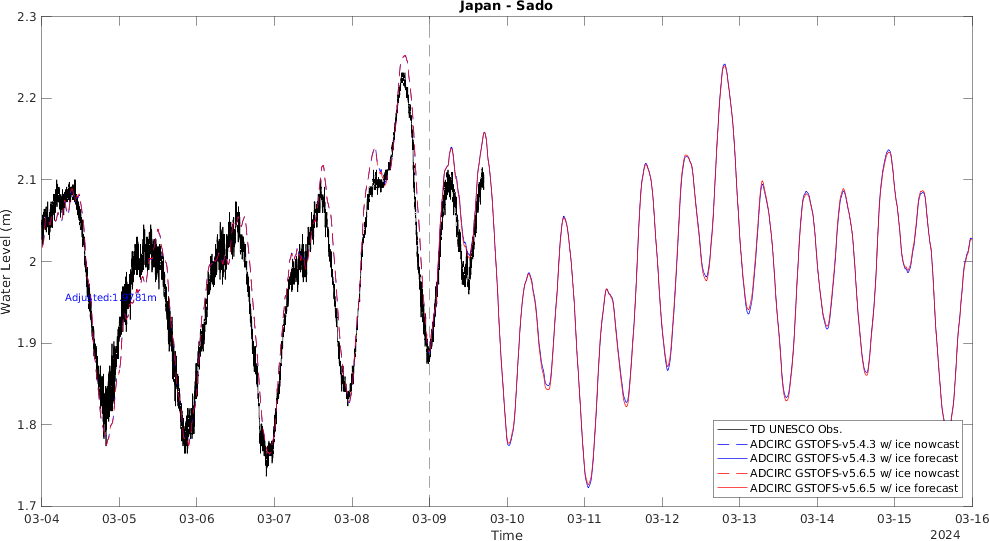 Japan - Sado
2.3
2.2
2.1
2
1.9
1.8
1.7
Water Level (m)
03-04 03-05 03-06 03-07 03-08 03-09 03-10 03-11 03-12 03-13 03-14 03-15 03-16
Time
2024
TD UNESCO Obs.
ADCIRC GSTOFS-v5.4.3 w/ ice nowcast
ADCIRC GSTOFS-v5.4.3 w/ ice forecast
ADCIRC GSTOFS-v5.6.5 w/ ice nowcast
ADCIRC GSTOFS-v5.6.5 w/ ice forecast